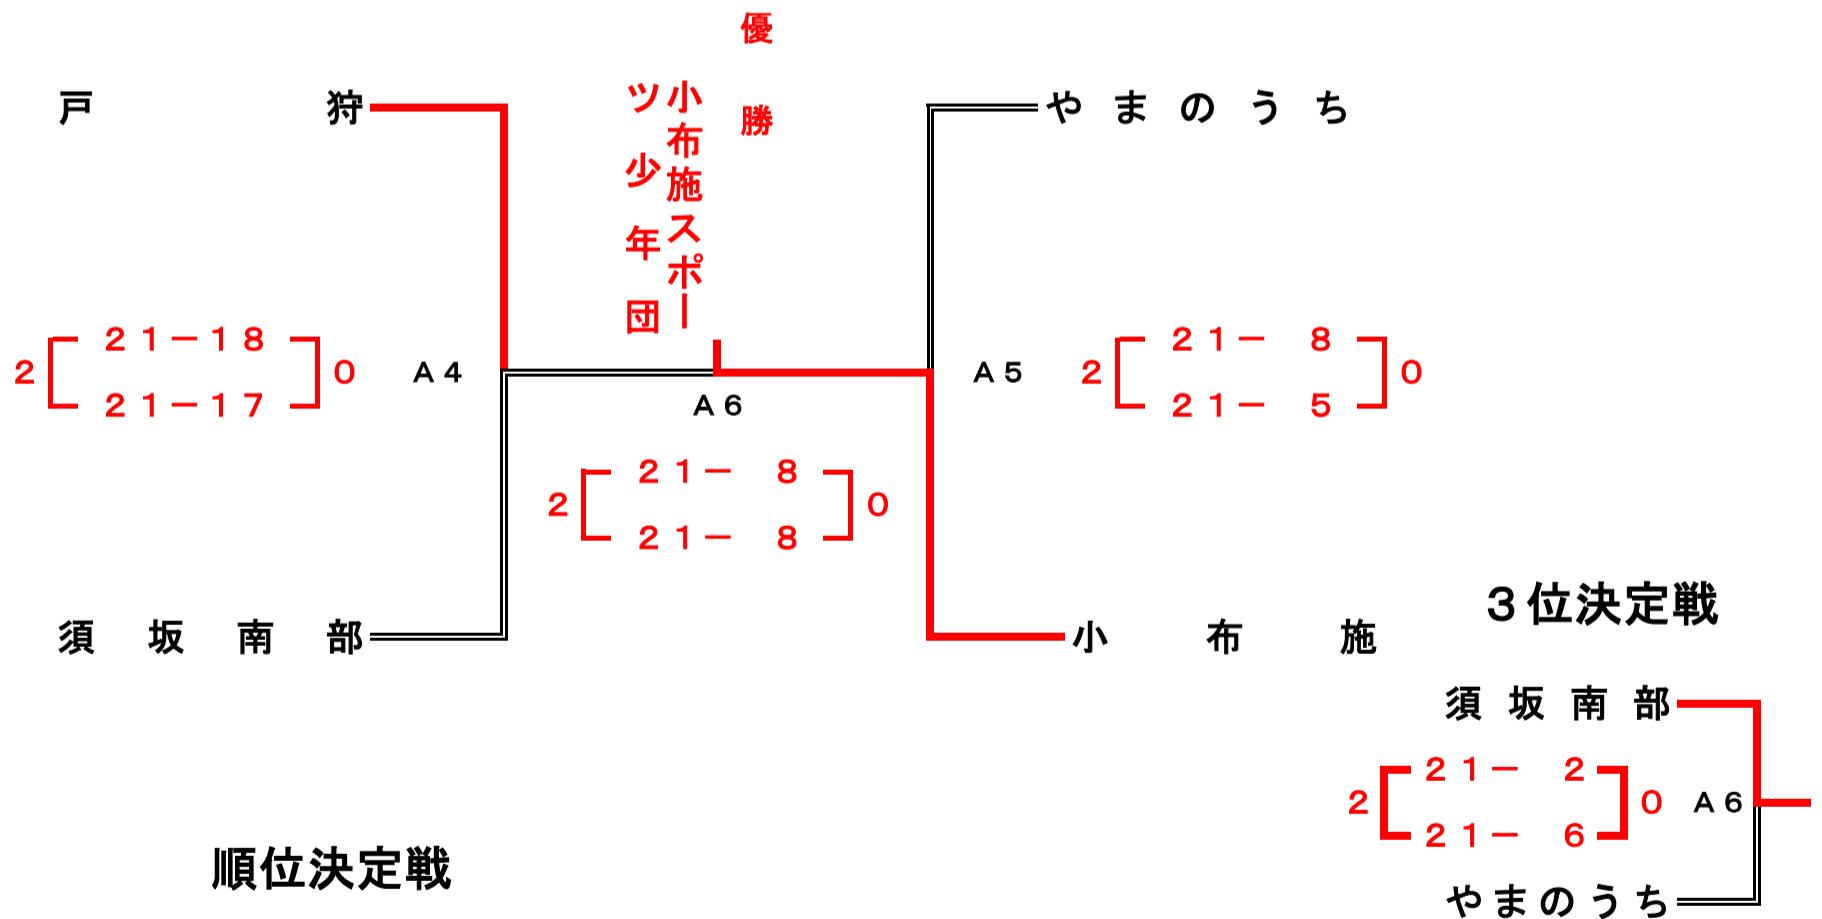 優勝
小布施スポー
ツ少年団
戸狩
やまのうち
21－18
2 0
21－17
A4
A6
A5
21－ 8
2 0
21－ 5
21－ 8
2 0
21－ 8
須坂南部
小布施
3位決定戦
須坂南部
21－ 2
2 0
21－ 6
A6
やまのうち
順位決定戦